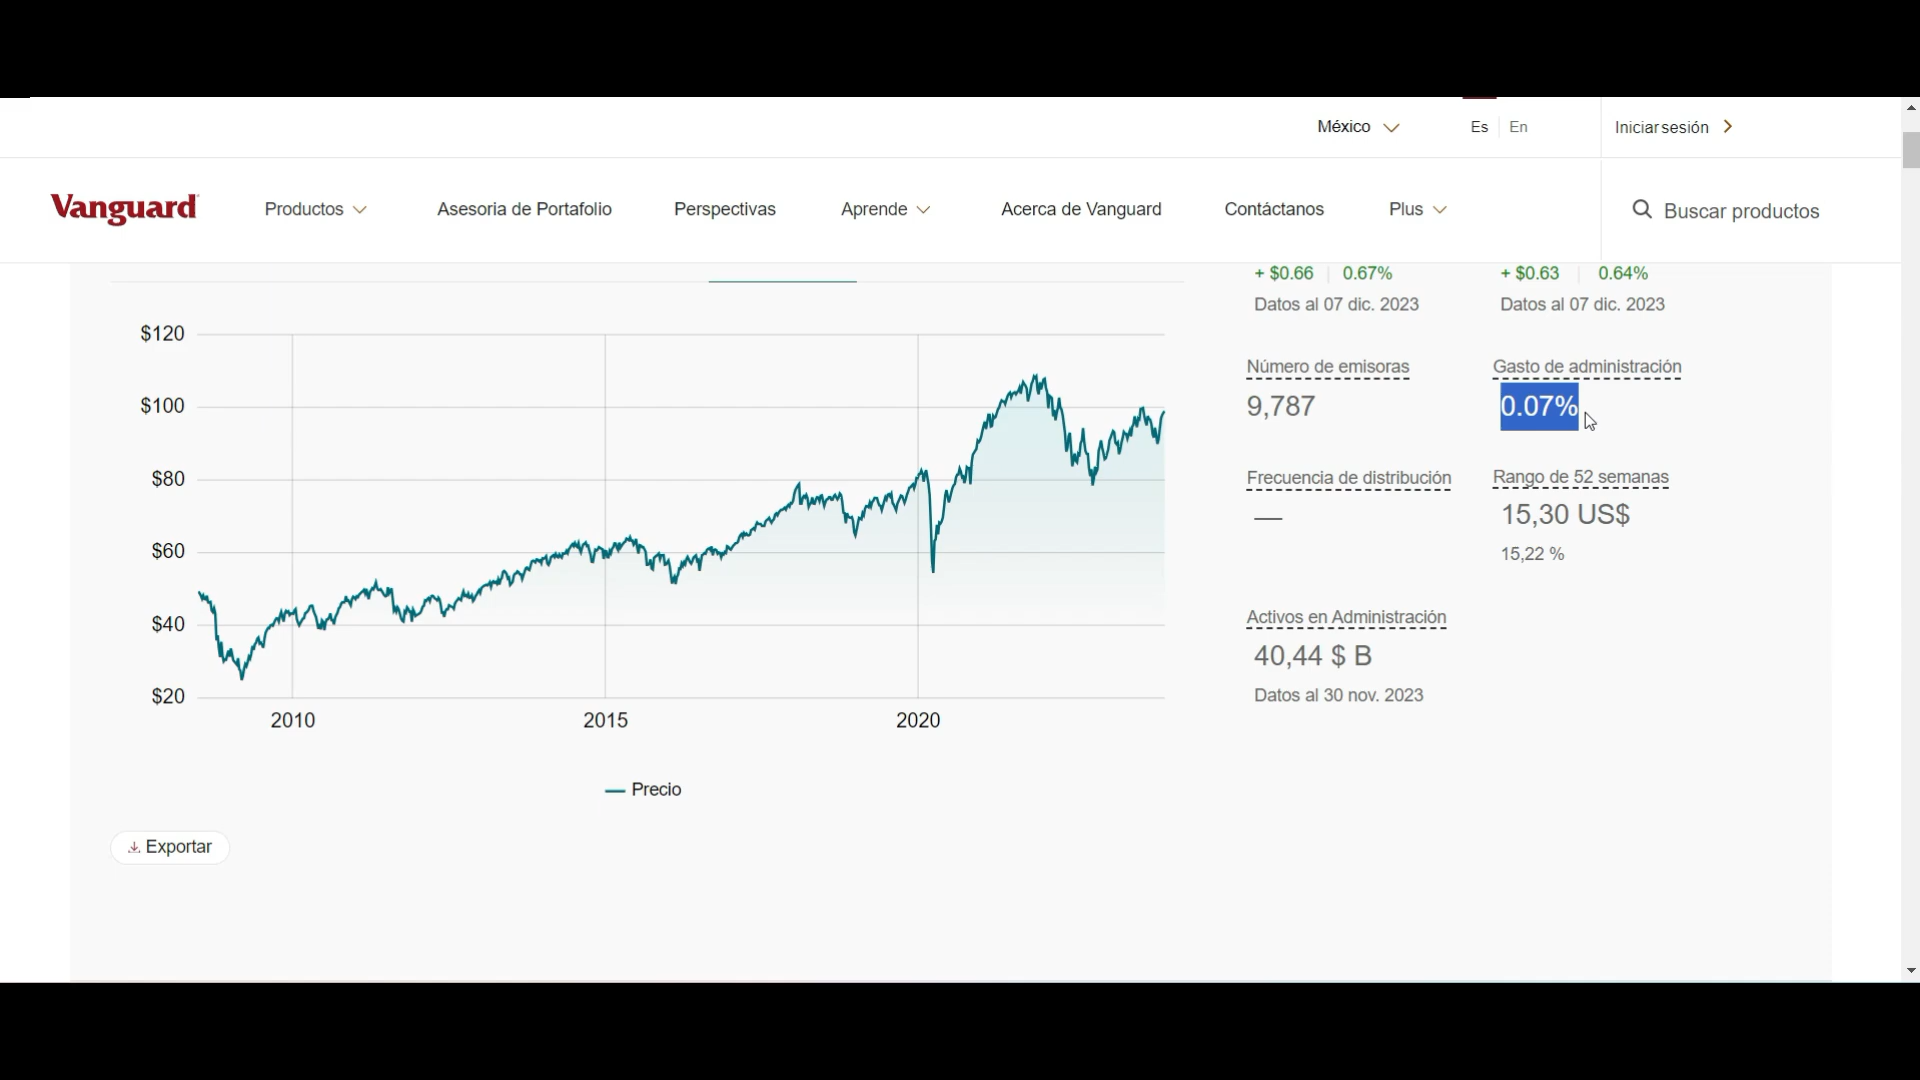 México
Es
En
Iniciar sesión
Vanguard
Productos
Asesoria de Portafolio
Perspectivas
Aprende
Acerca de Vanguard
Contáctanos
Plus
Buscar productos
+ $0.66
0.67%
+ $0.63
0.64%
Datos al 07 dic. 2023
Datos al 07 dic. 2023
$120
$100
$80
$60
$40
$20
2010
2015
2020
Precio
Exportar
Número de emisoras
9,787
Gasto de administración
0.07%
Frecuencia de distribución
—
Rango de 52 semanas
15,30 US$
15,22 %
Activos en Administración
40,44 $ B
Datos al 30 nov. 2023